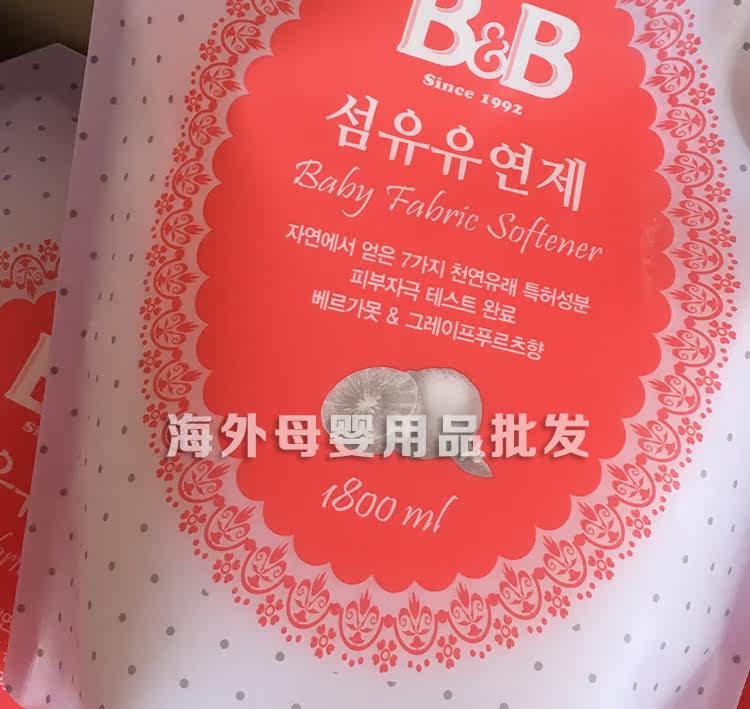 B&B
Since 1992
섬유유연제
Baby Fabric Softener
자연에서 얻은 7가지 천연유래 특허성분
피부자극 테스트 완료
베르가못 & 그레이프푸르츠향
海外母婴用品批发
1800 ml